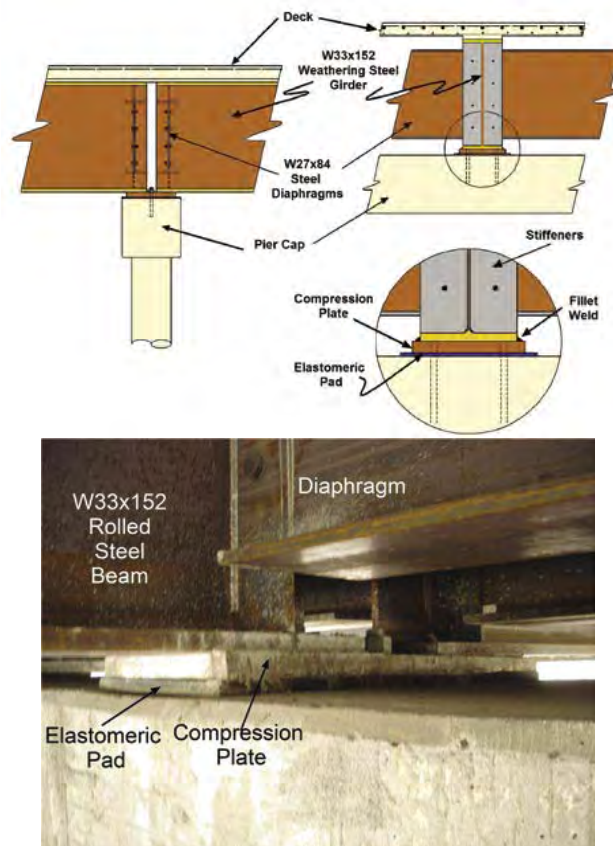 Deck
W33x152
Weathering Steel
Girder
W27x84
Steel
Diaphragms
Pier Cap
Stiffeners
Compression
Plate
Fillet
Weld
Elastomeric
Pad
W33x152
Rolled
Steel
Beam
Diaphragm
Elastomeric
Pad
Compression
Plate